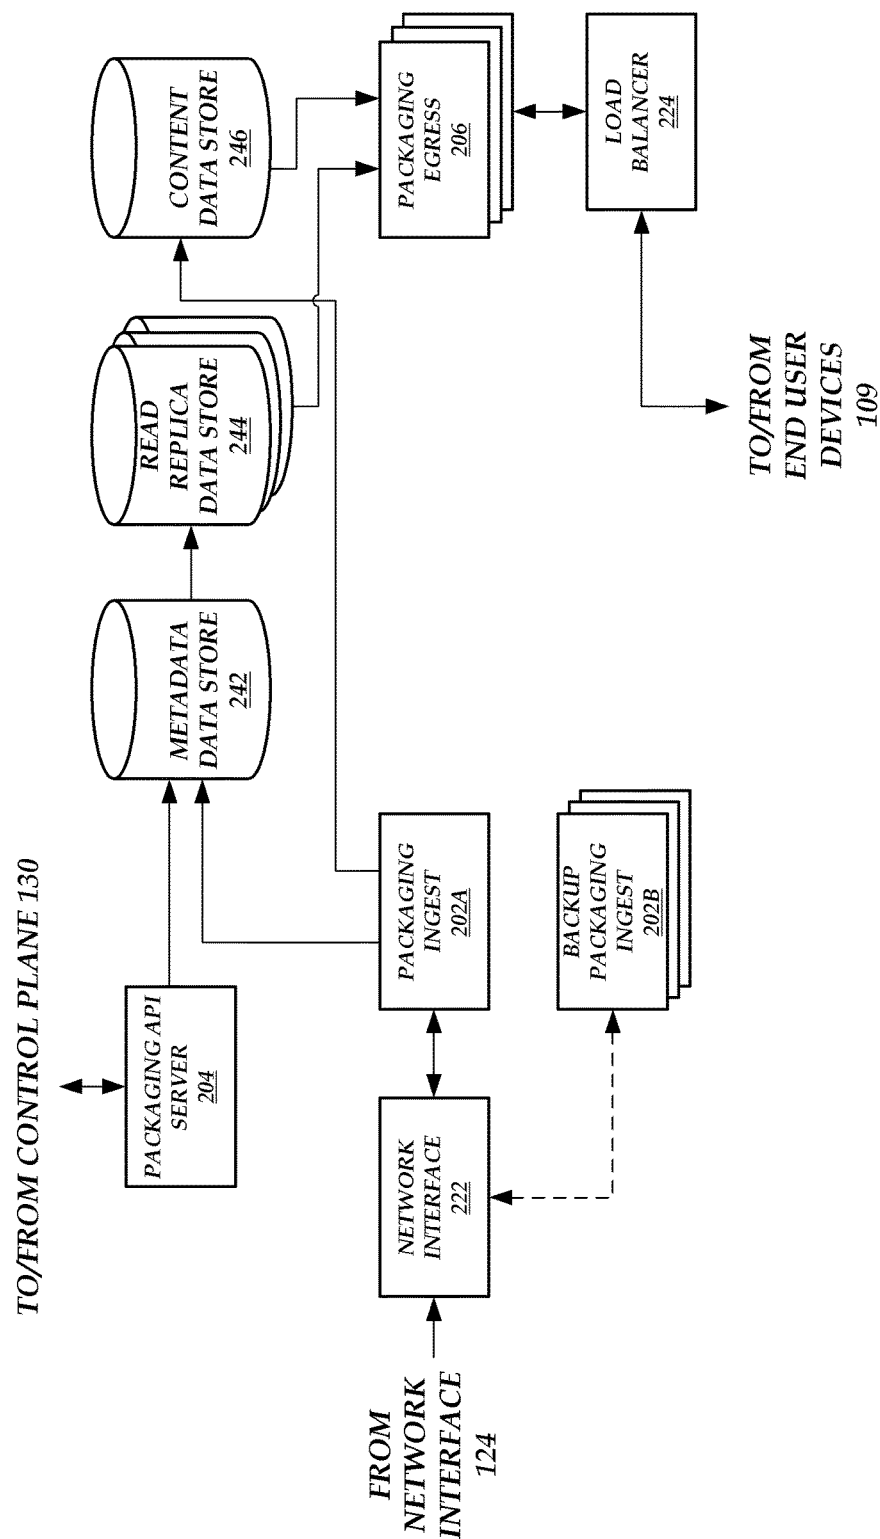 TO/FROM CONTROL PLANE 130
PACKAGING API
SERVER
204
METADATA
DATA STORE
242
READ
REPLICA
DATA STORE
244
CONTENT
DATA STORE
246
FROM
NETWORK
INTERFACE
124
NETWORK
INTERFACE
222
PACKAGING
INGEST
202A
PACKAGING
EGRESS
206
BACKUP
PACKAGING
INGEST
202B
LOAD
BALANCER
224
TO/FROM
END USER
DEVICES
109